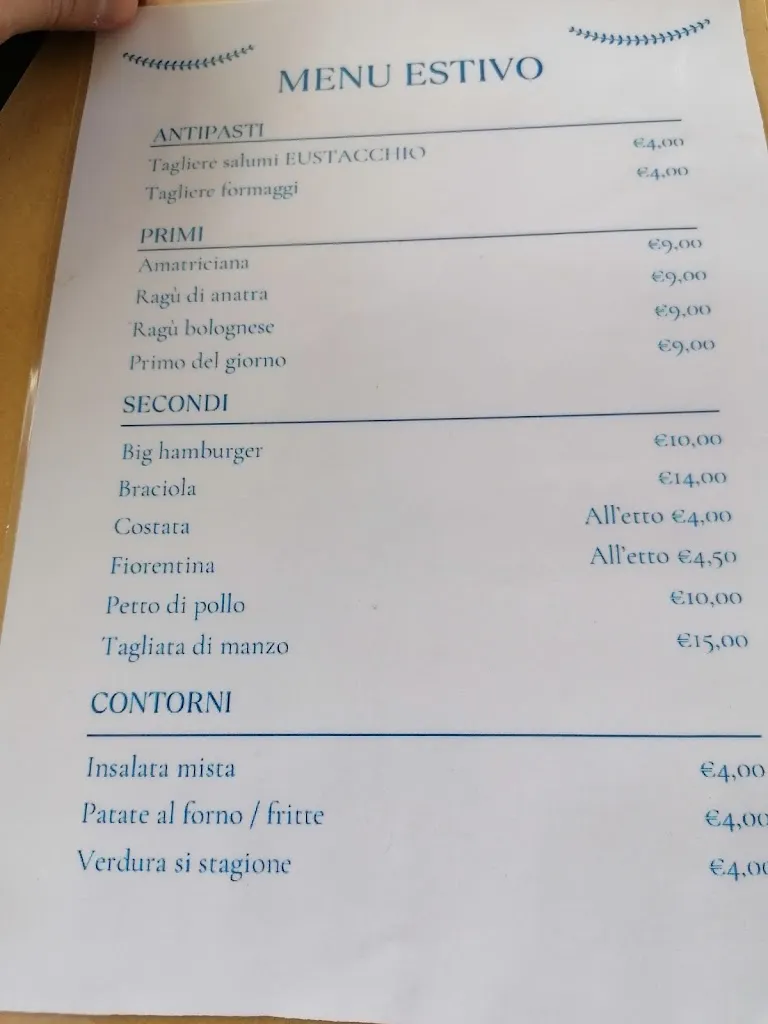 MENU ESTIVO
ANTIPASTI
Tagliere salumi EUSTACCHIO €4,00
Tagliere formaggi €4,00
PRIMI
Amatriciana €9,00
Ragù di anatra €9,00
Ragù bolognese €9,00
Primo del giorno €9,00
SECONDI
Big hamburger €10,00
Braciola €14,00
Costata All'etto €4,00
Fiorentina All'etto €4,50
Petto di pollo €10,00
Tagliata di manzo €15,00
CONTORNI
Insalata mista €4,00
Patate al forno / fritte €4,00
Verdura si stagione €4,00